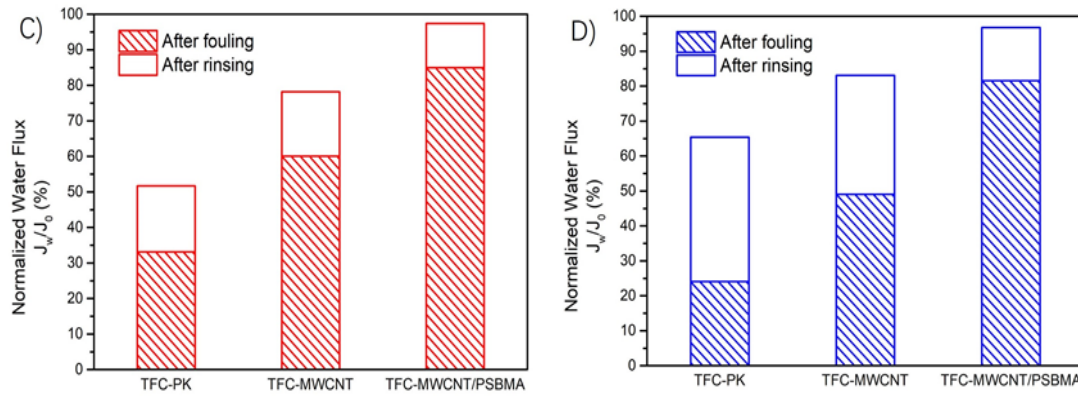 C)
After fouling
After rinsing
Normalized Water Flux
Jw/J0 (%)
100
90
80
70
60
50
40
30
20
10
0
TFC-PK
TFC-MWCNT
TFC-MWCNT/PSBMA
D)
After fouling
After rinsing
Normalized Water Flux
Jw/J0 (%)
100
90
80
70
60
50
40
30
20
10
0
TFC-PK
TFC-MWCNT
TFC-MWCNT/PSBMA